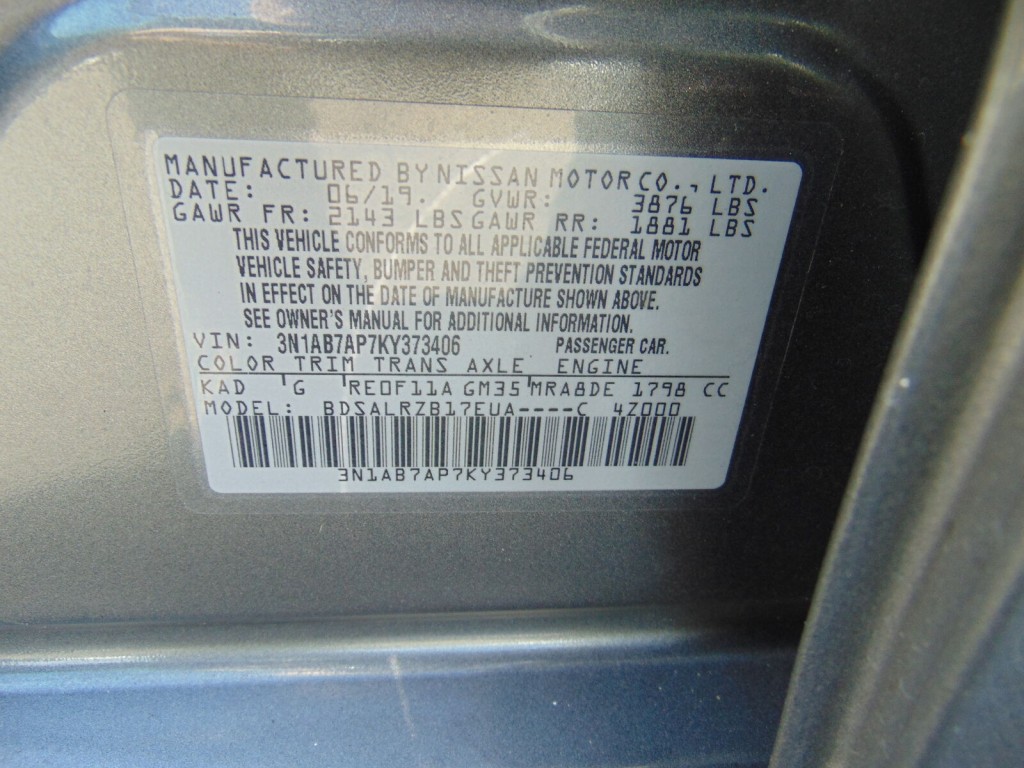 MANUFACTURED BY NISSAN MOTOR CO., LTD.
DATE: 06/19. GVWR: 3876 LBS
GAWR FR: 2143 LBS GAWR RR: 1881 LBS
THIS VEHICLE CONFORMS TO ALL APPLICABLE FEDERAL MOTOR
VEHICLE SAFETY, BUMPER AND THEFT PREVENTION STANDARDS
IN EFFECT ON THE DATE OF MANUFACTURE SHOWN ABOVE.
SEE OWNER'S MANUAL FOR ADDITIONAL INFORMATION.
VIN: 3N1AB7AP7KY373406 PASSENGER CAR.
COLOR TRIM TRANS AXLE ENGINE
KAD G RE0F11A GM35 MRA8DE 1798 CC
MODEL: BDSALRZB17EUA----C 4Z000
3N1AB7AP7KY373406